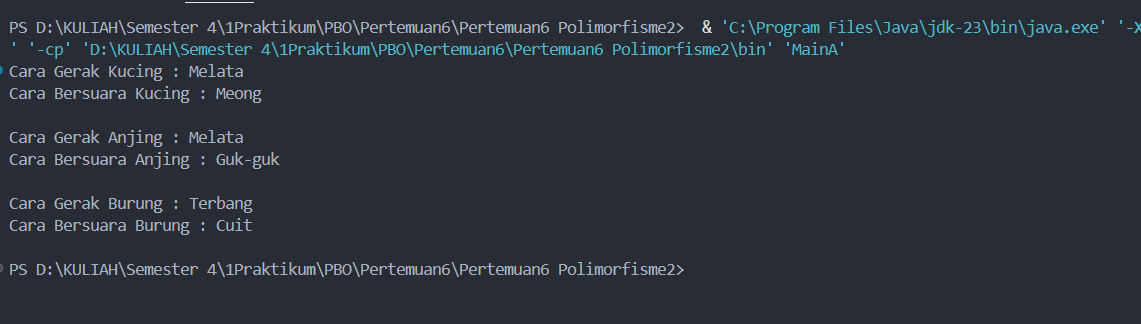 PS D:\KULIAH\Semester 4\1Praktikum\PBO\Pertemuan6\Pertemuan6 Polimorfisme2>  & 'C:\Program Files\Java\jdk-23\bin\java.exe' '-X
' '-cp' 'D:\KULIAH\Semester 4\1Praktikum\PBO\Pertemuan6\Pertemuan6 Polimorfisme2\bin' 'MainA'
Cara Gerak Kucing : Melata
Cara Bersuara Kucing : Meong
Cara Gerak Anjing : Melata
Cara Bersuara Anjing : Guk-guk
Cara Gerak Burung : Terbang
Cara Bersuara Burung : Cuit
PS D:\KULIAH\Semester 4\1Praktikum\PBO\Pertemuan6\Pertemuan6 Polimorfisme2>